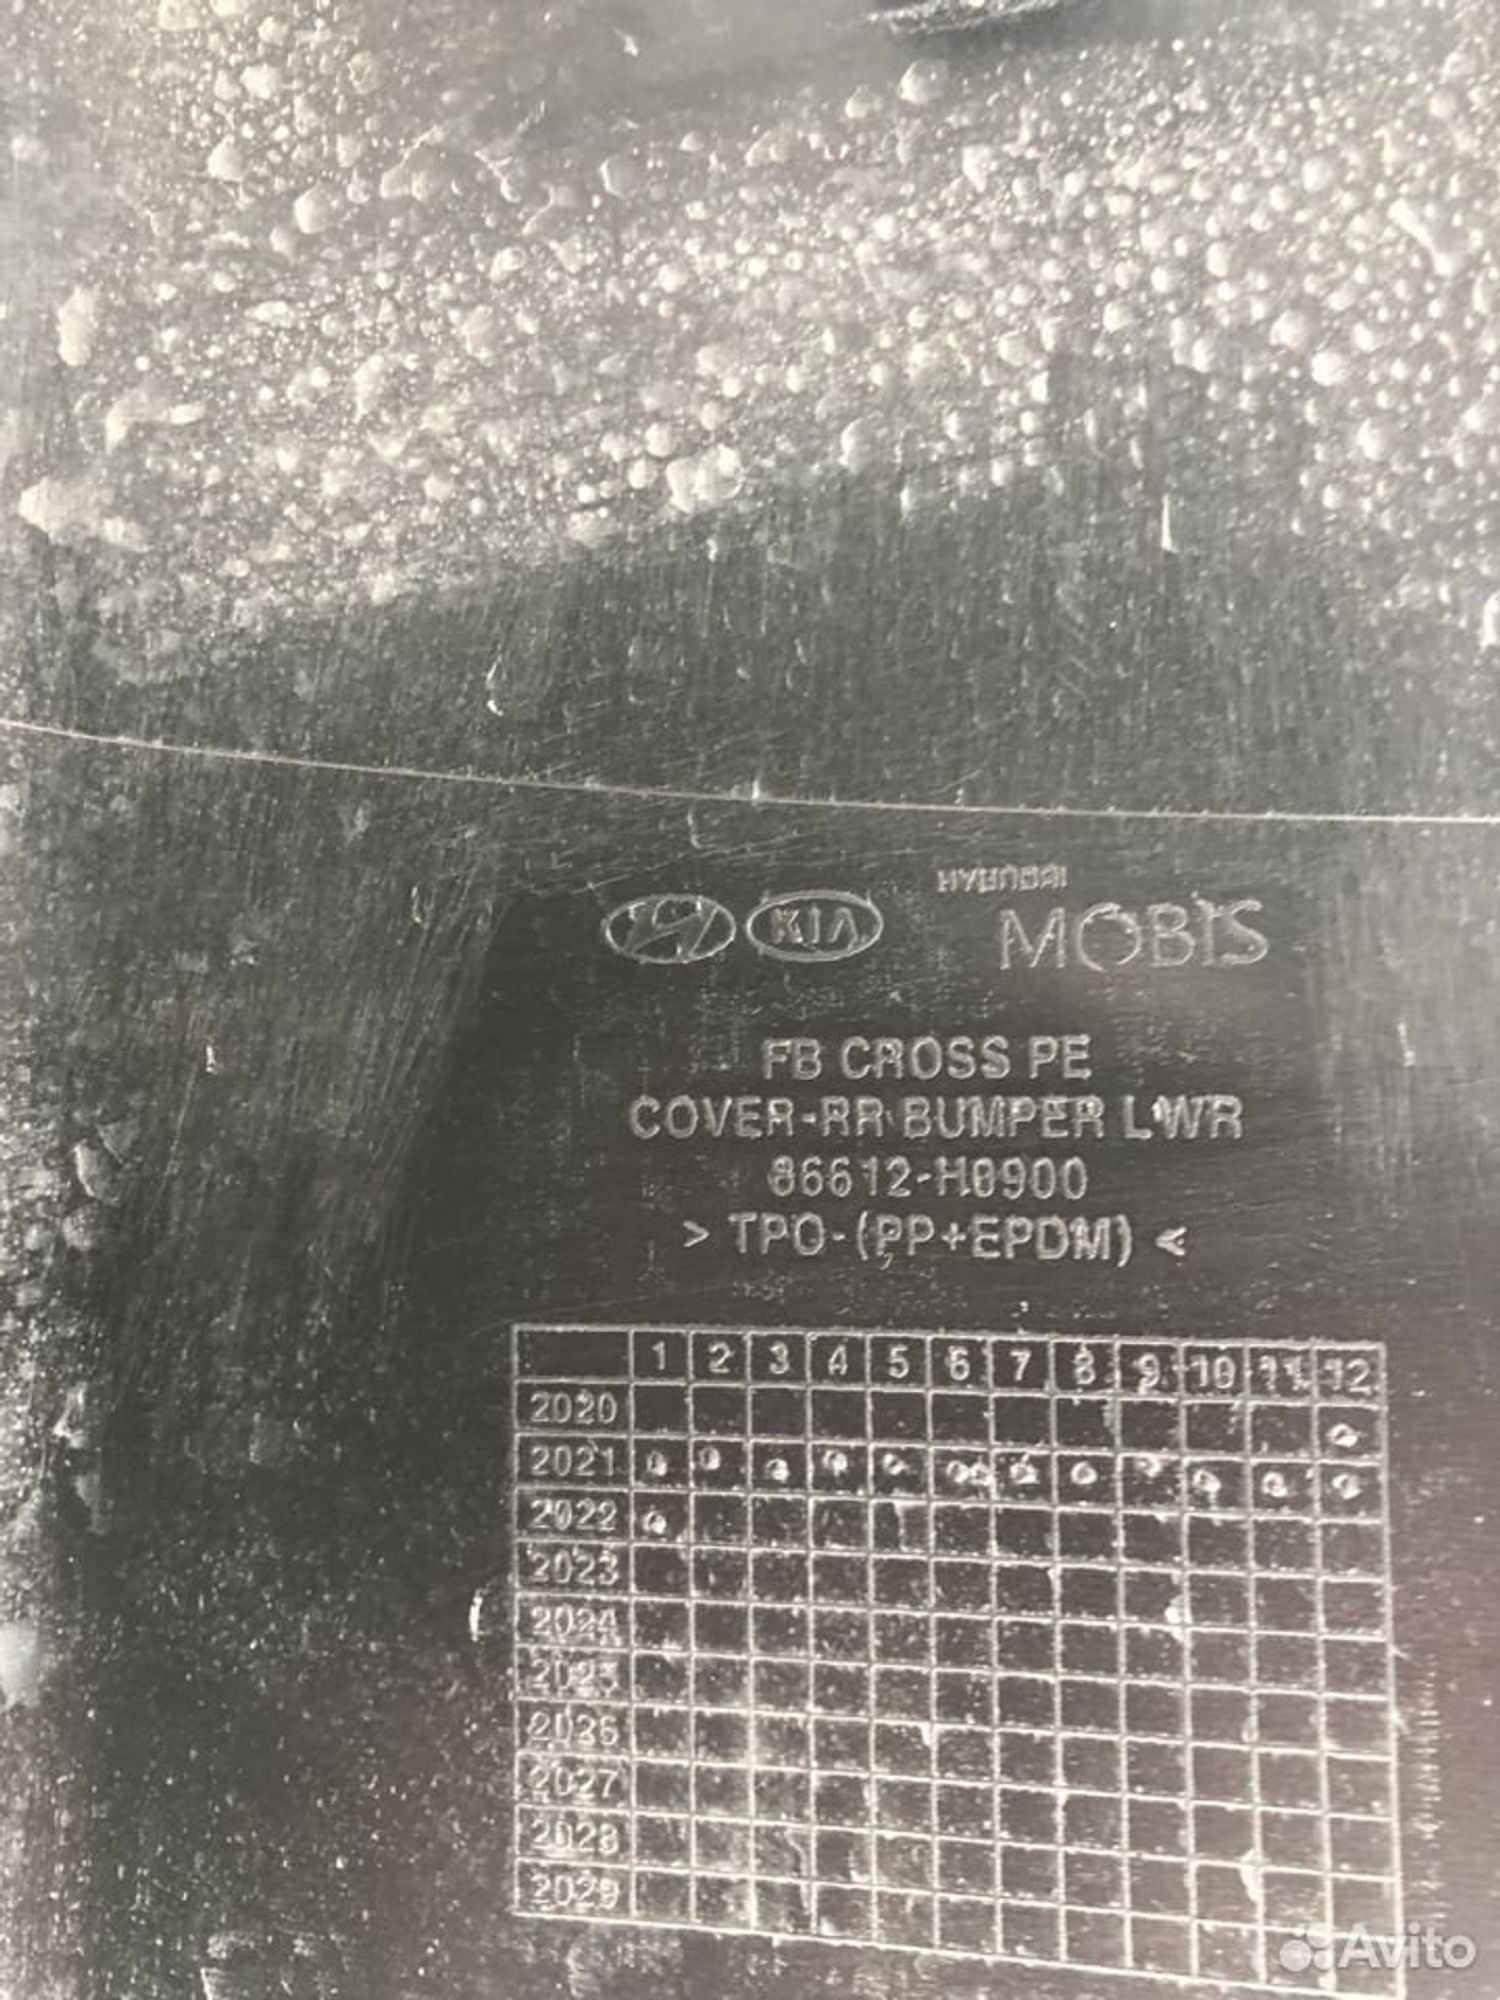 KIA
HYUNDAI
MOBIS
FB CROSS PE
COVER-RR BUMPER LWR
86612-H0900
> TPO-(PP+EPDM) <
1 2 3 4 5 6 7 8 9 10 11 12
2020
2021
2022
2023
2024
2025
2026
2027
2028
2029
Avito